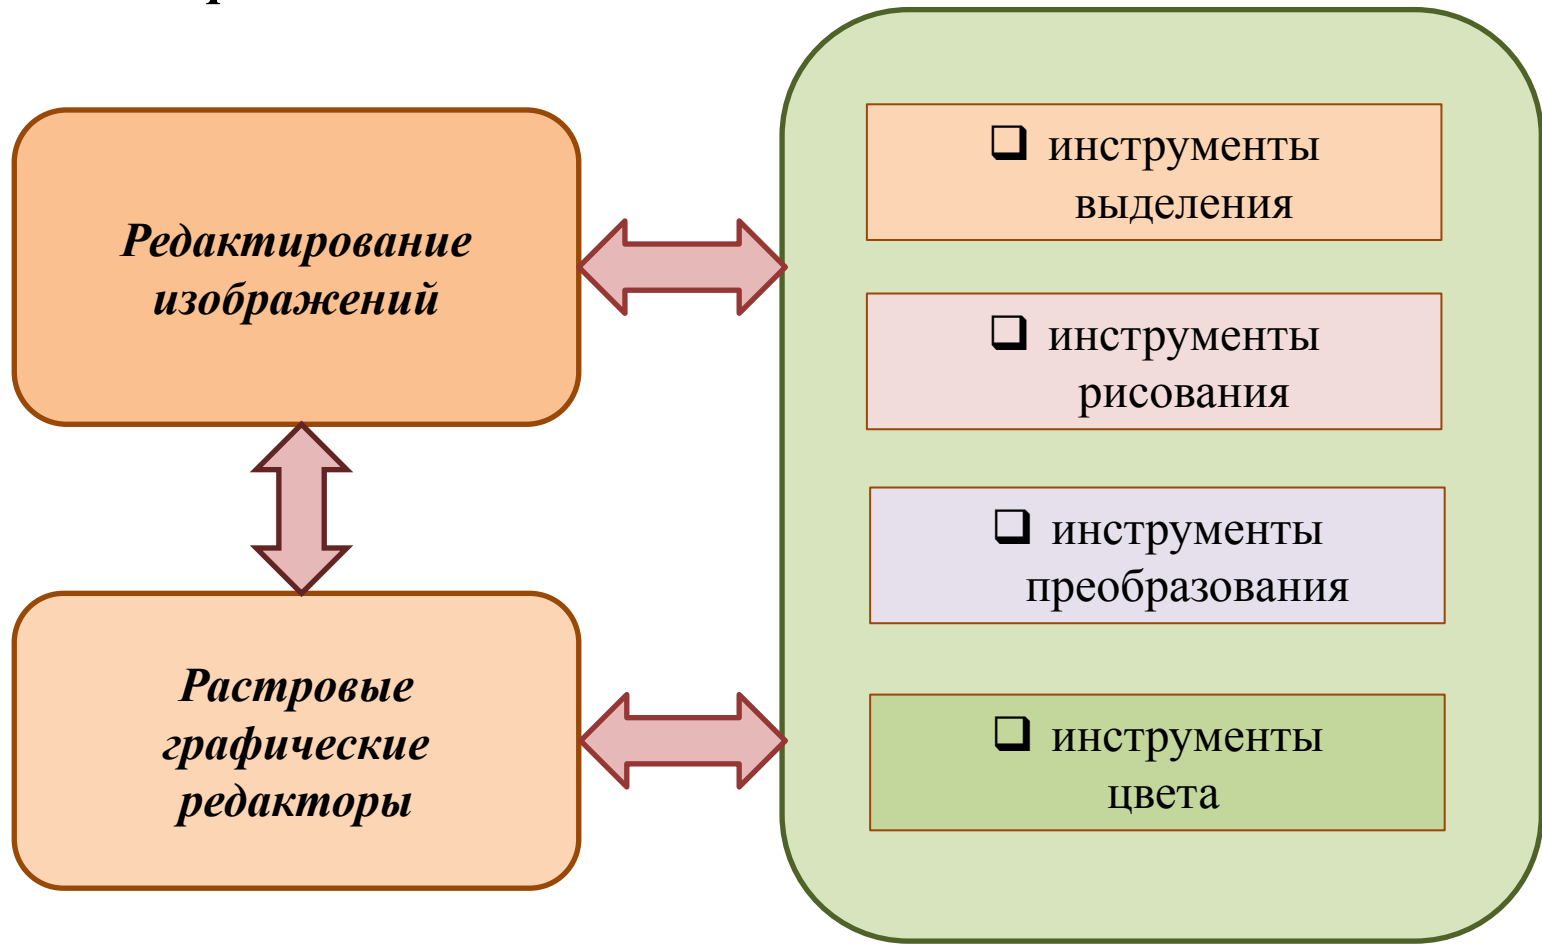 Редактирование
изображений
Растровые
графические
редакторы
❑ инструменты
выделения
❑ инструменты
рисования
❑ инструменты
преобразования
❑ инструменты
цвета